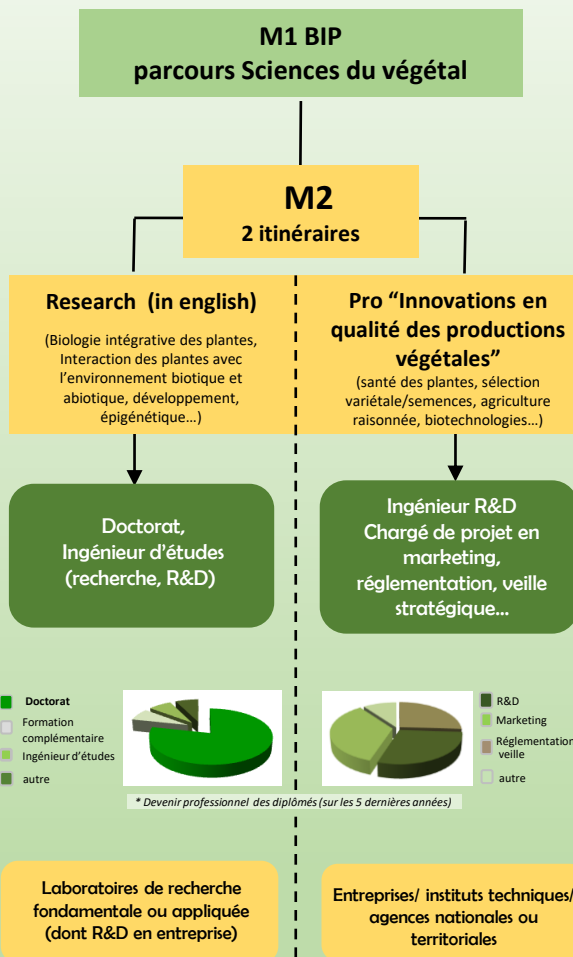 M1 BIP
parcours Sciences du végétal
M2
2 itinéraires
Research (in english)
(Biologie intégrative des plantes,
Interaction des plantes avec
l'environnement biotique et
abiotique, développement,
épigénétique...)
Pro "Innovations en
qualité des productions
végétales"
(santé des plantes, sélection
variétale/semences, agriculture
raisonnée, biotechnologies...)
Doctorat,
Ingénieur d'études
(recherche, R&D)
Ingénieur R&D
Chargé de projet en
marketing,
réglementation, veille
stratégique...
Doctorat
Formation
complémentaire
Ingénieur d'études
autre
R&D
Marketing
Réglementation
veille
autre
* Devenir professionnel des diplômés (sur les 5 dernières années)
Laboratoires de recherche
fondamentale ou appliquée
(dont R&D en entreprise)
Entreprises/ instituts techniques/
agences nationales ou
territoriales